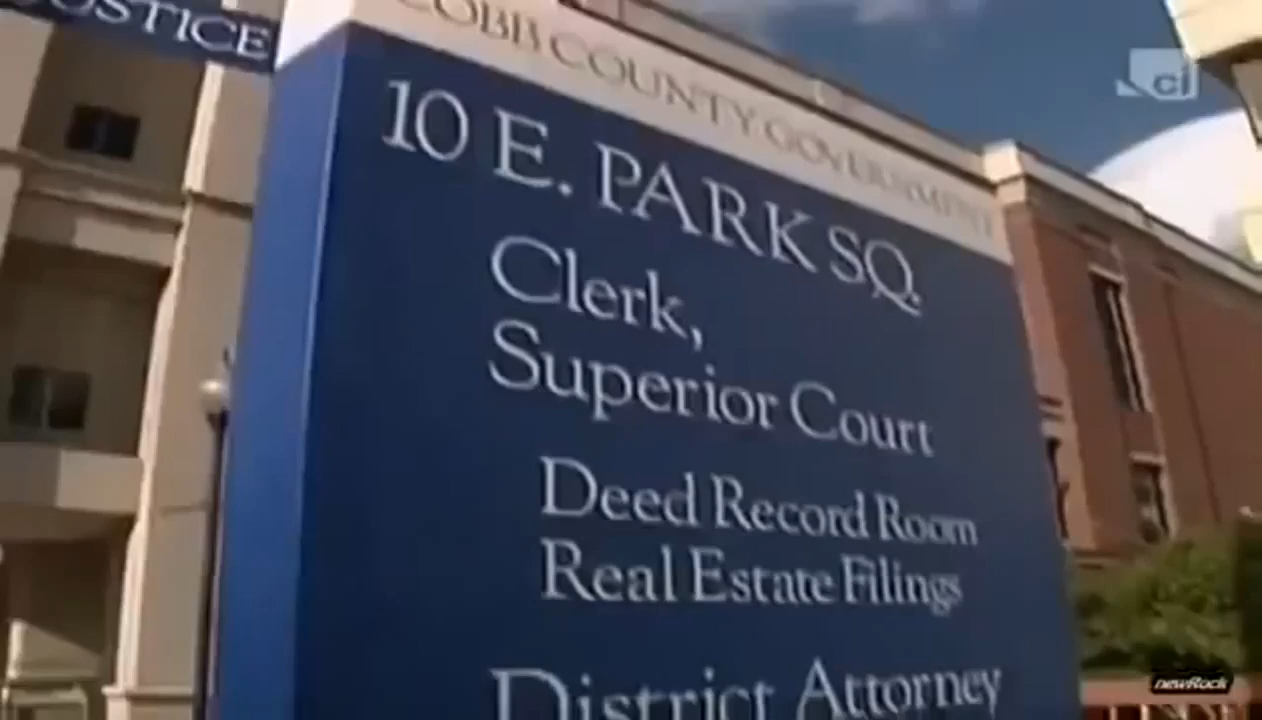 JUSTICE
COBB COUNTY GOVERNMENT
10 E. PARK SQ.
Clerk,
Superior Court
Deed Record Room
Real Estate Filings
District Attorney
ci
newRock